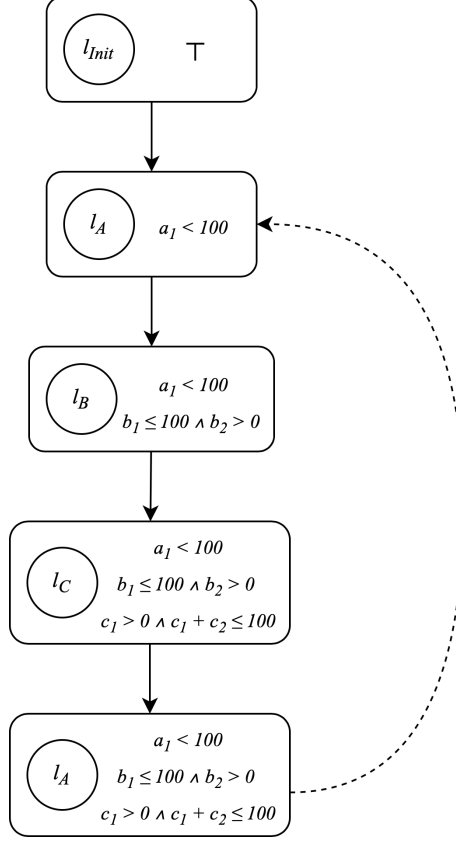 l_Init ⊤
l_A a_1 < 100
a_1 < 100
l_B
b_1 ≤ 100 ∧ b_2 > 0
a_1 < 100
l_C b_1 ≤ 100 ∧ b_2 > 0
c_1 > 0 ∧ c_1 + c_2 ≤ 100
a_1 < 100
l_A b_1 ≤ 100 ∧ b_2 > 0
c_1 > 0 ∧ c_1 + c_2 ≤ 100